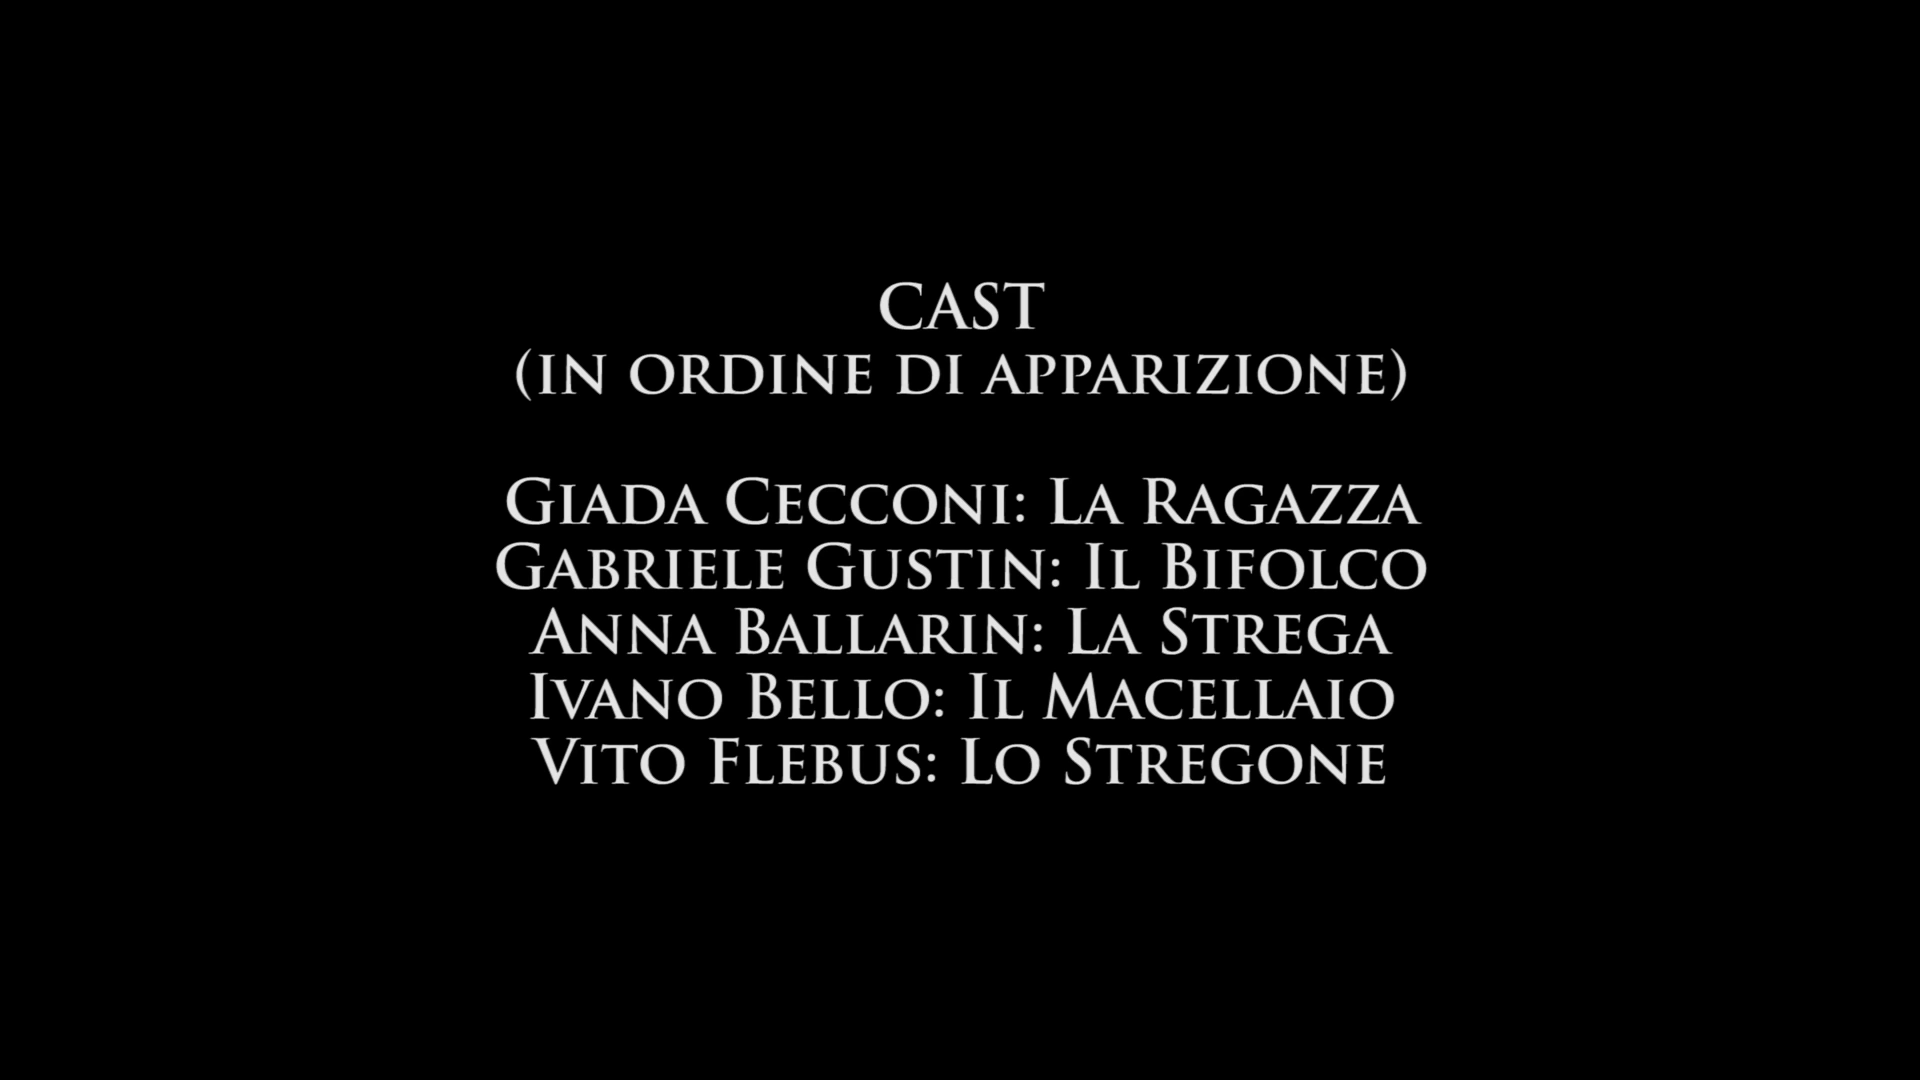 CAST
(IN ORDINE DI APPARIZIONE)
Giada Cecconi: La Ragazza
Gabriele Gustin: Il Bifolco
Anna Ballarin: La Strega
Ivano Bello: Il Macellaio
Vito Flebus: Lo Stregone